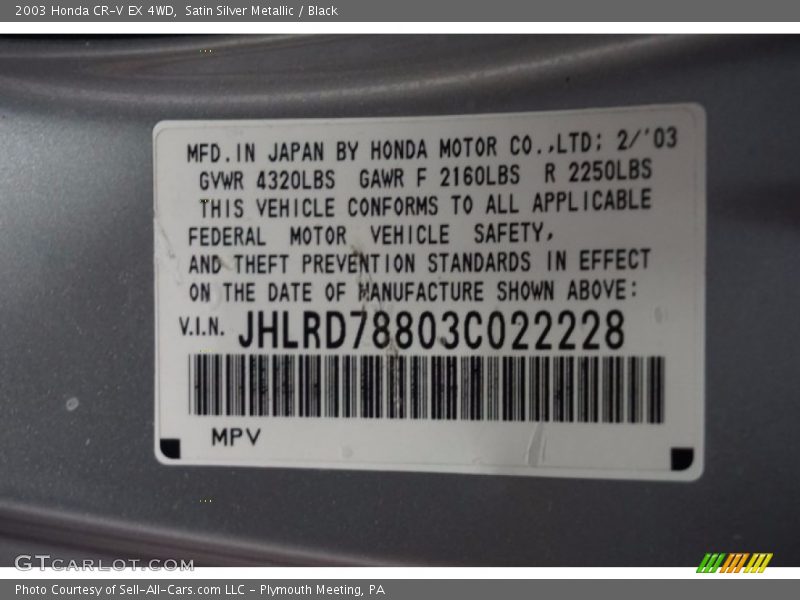 2003 Honda CR-V EX 4WD, Satin Silver Metallic / Black
MFD.IN JAPAN BY HONDA MOTOR CO.,LTD: 2/'03
GVWR 4320LBS GAWR F 2160LBS R 2250LBS
THIS VEHICLE CONFORMS TO ALL APPLICABLE
FEDERAL MOTOR VEHICLE SAFETY,
AND THEFT PREVENTION STANDARDS IN EFFECT
ON THE DATE OF MANUFACTURE SHOWN ABOVE:
V.I.N. JHLRD78803C022228
MPV
GTCARLOT.COM
Photo Courtesy of Sell-All-Cars.com LLC - Plymouth Meeting, PA